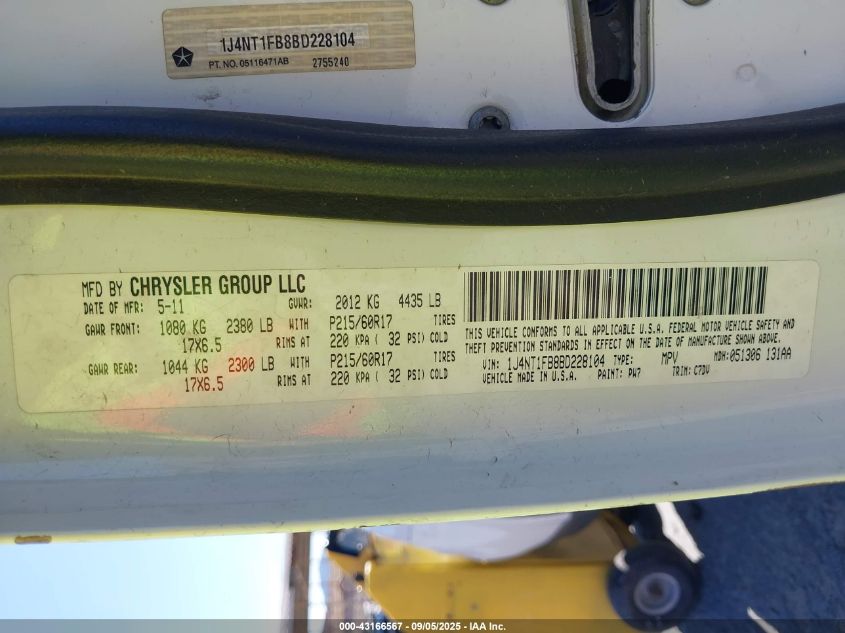 1J4NT1FB8BD228104
PT. NO. 05116471AB 2755240
MFD BY CHRYSLER GROUP LLC
DATE OF MFR: 5-11 GVWR: 2012 KG 4435 LB
GAWR FRONT: 1080 KG 2380 LB WITH P215/60R17 TIRES
17X6.5 RIMS AT 220 KPA ( 32 PSI) COLD
GAWR REAR: 1044 KG 2300 LB WITH P215/60R17 TIRES
17X6.5 RIMS AT 220 KPA ( 32 PSI) COLD
THIS VEHICLE CONFORMS TO ALL APPLICABLE U.S.A. FEDERAL MOTOR VEHICLE SAFETY AND
THEFT PREVENTION STANDARDS IN EFFECT ON THE DATE OF MANUFACTURE SHOWN ABOVE.
VIN: 1J4NT1FB8BD228104 TYPE: MPV MDH: 051306 131AA
VEHICLE MADE IN U.S.A. PAINT: PW7 TRIM: C7DV
000-43166567 - 09/05/2025 - IAA Inc.